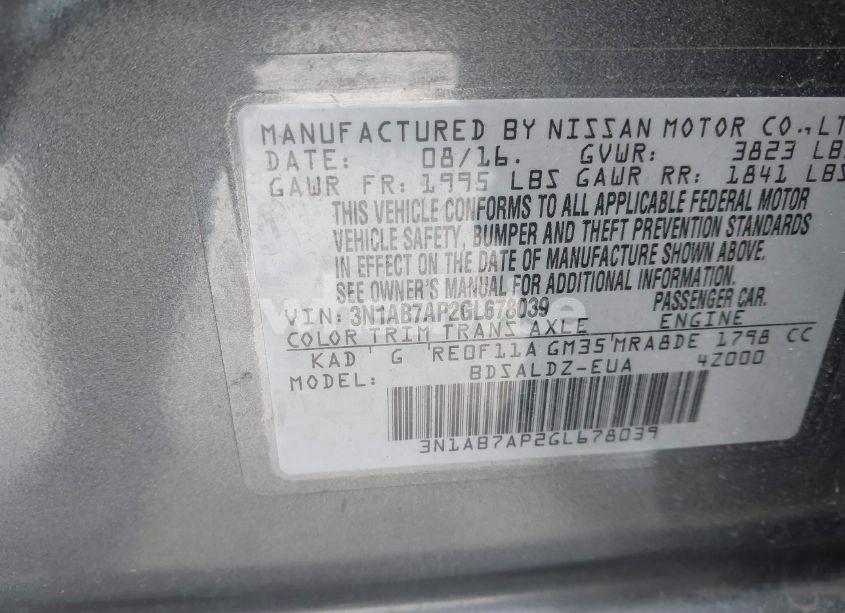 MANUFACTURED BY NISSAN MOTOR CO., LT
DATE: 08/16. GVWR: 3823 LB
GAWR FR: 1995 LBS GAWR RR: 1841 LBS
THIS VEHICLE CONFORMS TO ALL APPLICABLE FEDERAL MOTOR
VEHICLE SAFETY, BUMPER AND THEFT PREVENTION STANDARDS
IN EFFECT ON THE DATE OF MANUFACTURE SHOWN ABOVE.
SEE OWNER'S MANUAL FOR ADDITIONAL INFORMATION.
VIN: 3N1AB7AP2GL678039 PASSENGER CAR.
COLOR TRIM TRANS AXLE ENGINE
KAD G RE0F11A GM35 MRA8DE 1798 CC
MODEL: BDSALDZ-EUA 4Z000
3N1AB7AP2GL678039